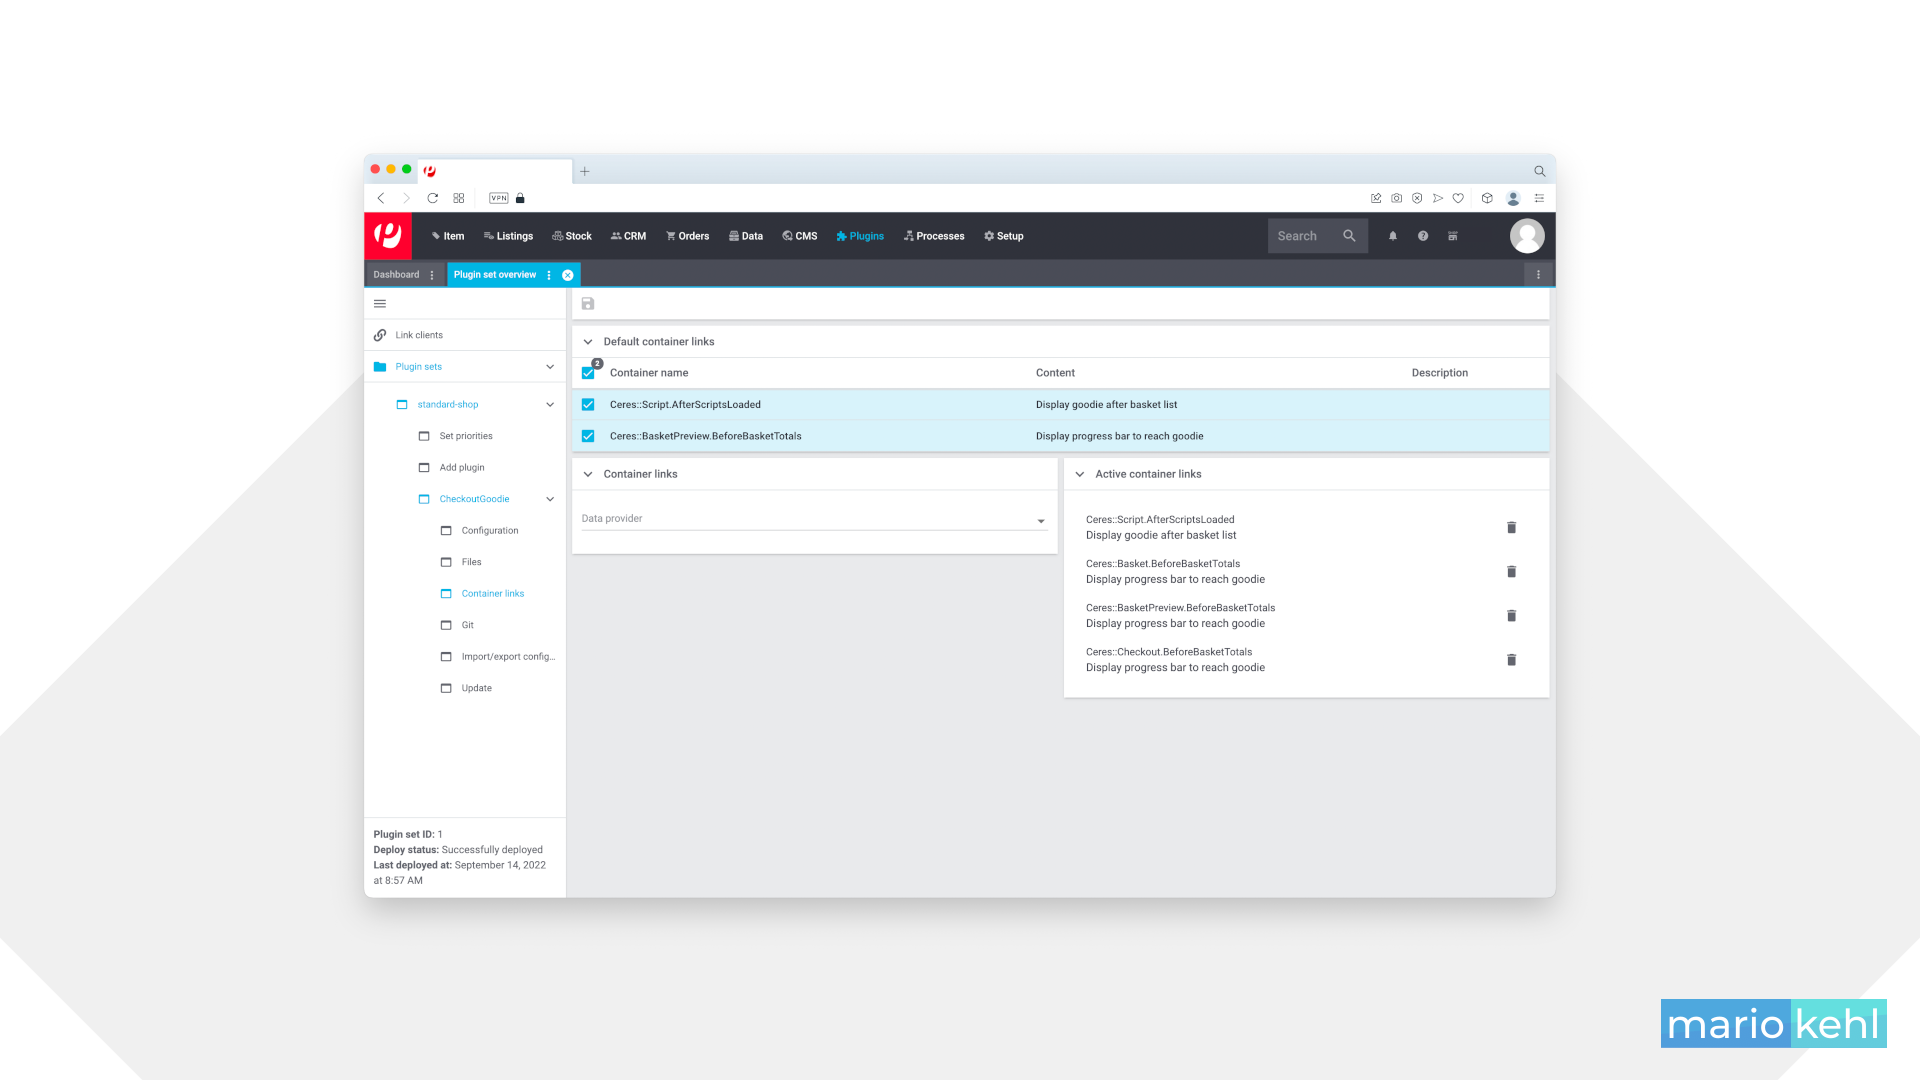 VPN
Item Listings Stock CRM Orders Data CMS Plugins Processes Setup Search
Dashboard Plugin set overview
Link clients
Plugin sets
standard-shop
Set priorities
Add plugin
CheckoutGoodie
Configuration
Files
Container links
Git
Import/export config...
Update
Plugin set ID: 1
Deploy status: Successfully deployed
Last deployed at: September 14, 2022
at 8:57 AM
Default container links
2
Container name Content Description
Ceres::Script.AfterScriptsLoaded Display goodie after basket list
Ceres::BasketPreview.BeforeBasketTotals Display progress bar to reach goodie
Container links
Data provider
Active container links
Ceres::Script.AfterScriptsLoaded
Display goodie after basket list
Ceres::Basket.BeforeBasketTotals
Display progress bar to reach goodie
Ceres::BasketPreview.BeforeBasketTotals
Display progress bar to reach goodie
Ceres::Checkout.BeforeBasketTotals
Display progress bar to reach goodie
mario kehl